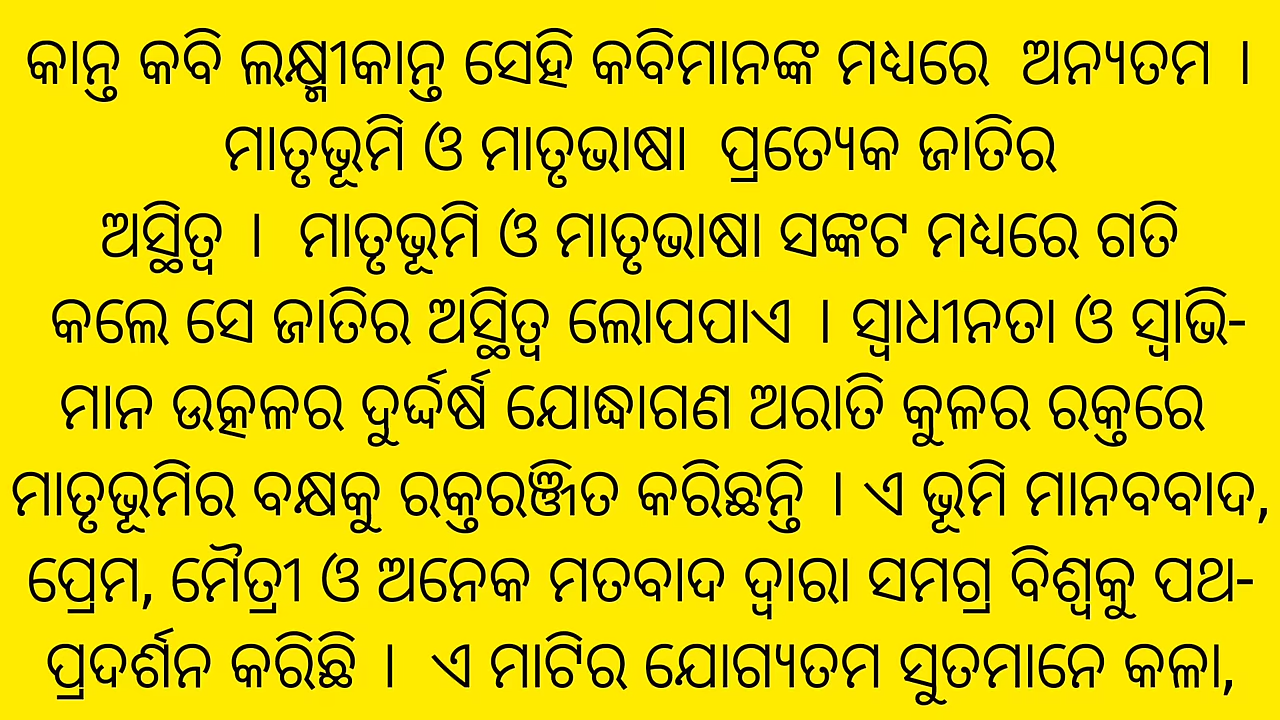 କାନ୍ତ କବି ଲକ୍ଷ୍ମୀକାନ୍ତ ସେହି କବିମାନଙ୍କ ମଧ୍ୟରେ ଅନ୍ୟତମ ।
ମାତୃଭୂମି ଓ ମାତୃଭାଷା ପ୍ରତ୍ୟେକ ଜାତିର
ଅସ୍ଥିତ୍ୱ । ମାତୃଭୂମି ଓ ମାତୃଭାଷା ସଙ୍କଟ ମଧ୍ୟରେ ଗତି
କଲେ ସେ ଜାତିର ଅସ୍ଥିତ୍ୱ ଲୋପପାଏ । ସ୍ୱାଧୀନତା ଓ ସ୍ୱାଭି-
ମାନ ଉତ୍କଳର ଦୁର୍ଦ୍ଦର୍ଷ ଯୋଦ୍ଧାଗଣ ଅରାତି କୁଳର ରକ୍ତରେ
ମାତୃଭୂମିର ବକ୍ଷକୁ ରକ୍ତରଞ୍ଜିତ କରିଛନ୍ତି । ଏ ଭୂମି ମାନବବାଦ,
ପ୍ରେମ, ମୈତ୍ରୀ ଓ ଅନେକ ମତବାଦ ଦ୍ୱାରା ସମଗ୍ର ବିଶ୍ୱକୁ ପଥ-
ପ୍ରଦର୍ଶନ କରିଛି । ଏ ମାଟିର ଯୋଗ୍ୟତମ ସୁତମାନେ କଳା,